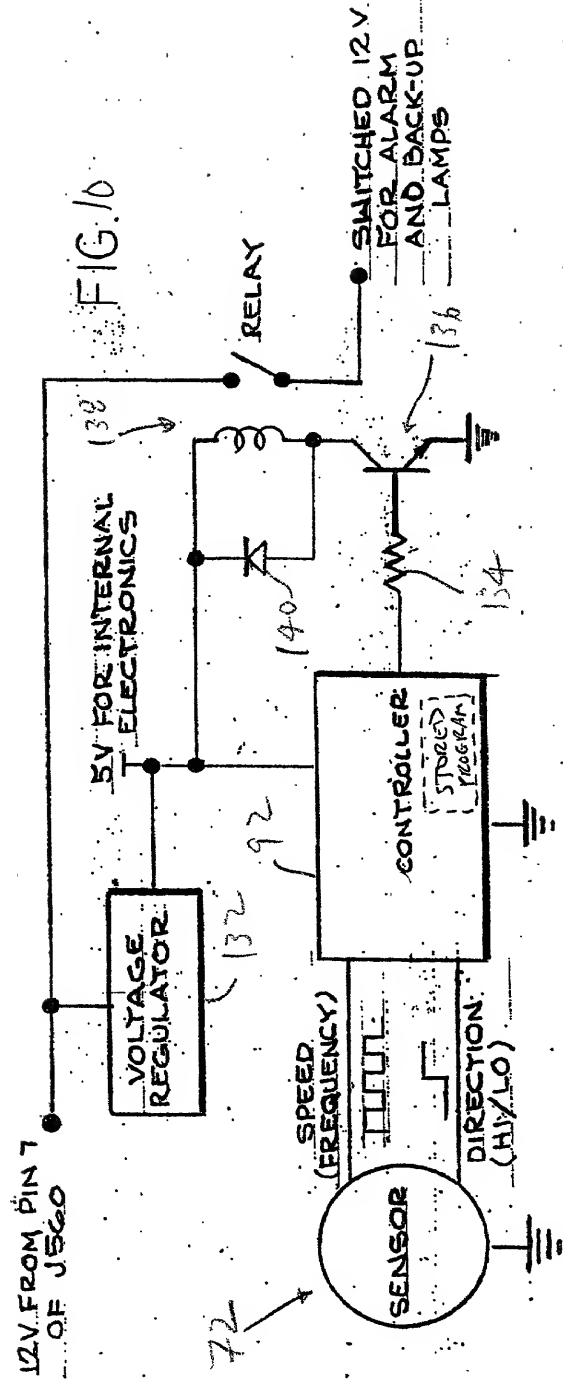 FIG.10
12V FROM PIN 7
OF J560
VOLTAGE
REGULATOR
132
5V FOR INTERNAL
ELECTRONICS
138
RELAY
SWITCHED 12V
FOR ALARM
AND BACK-UP
LAMPS
140
136
134
92
CONTROLLER
STORED
PROGRAM
SPEED
(FREQUENCY)
DIRECTION
(HI/LO)
72
SENSOR